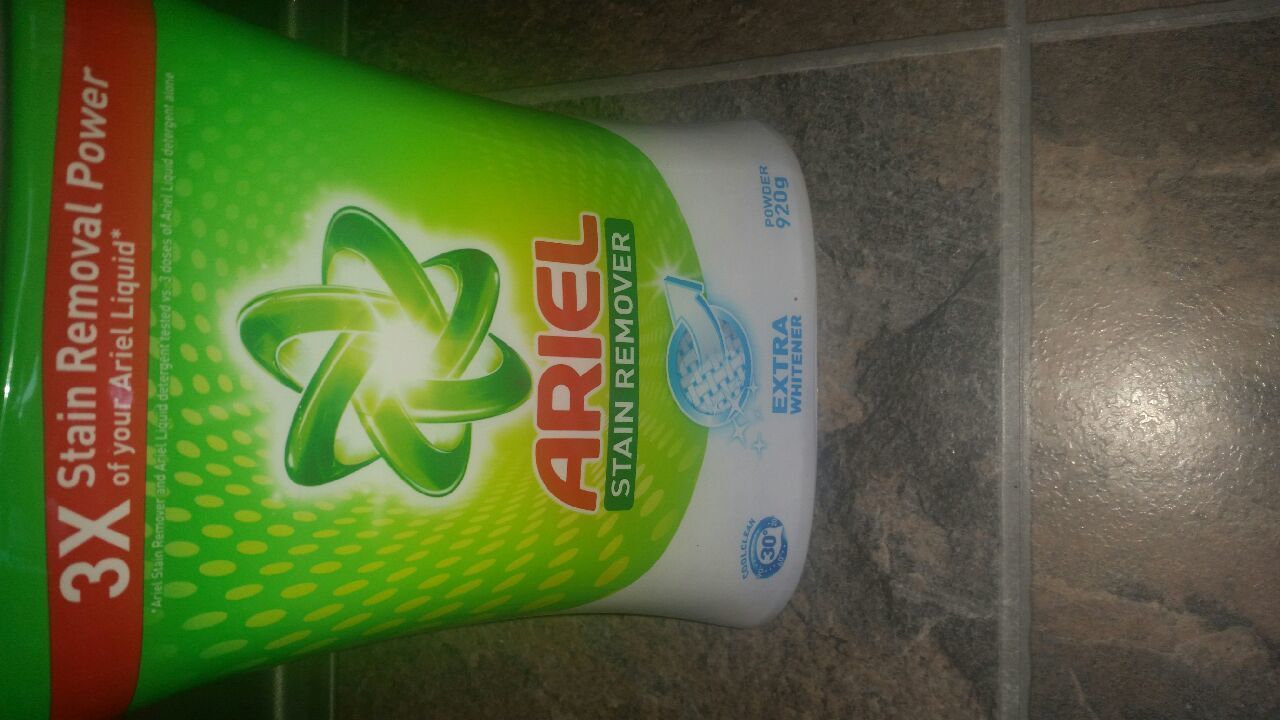 3X Stain Removal Power
of your Ariel Liquid*
*Ariel Stain Remover and Ariel Liquid detergent tested vs. 3 doses of Ariel Liquid detergent alone
ARIEL
STAIN REMOVER
EXTRA
WHITENER
POWDER
920g
COOLCLEAN
30°